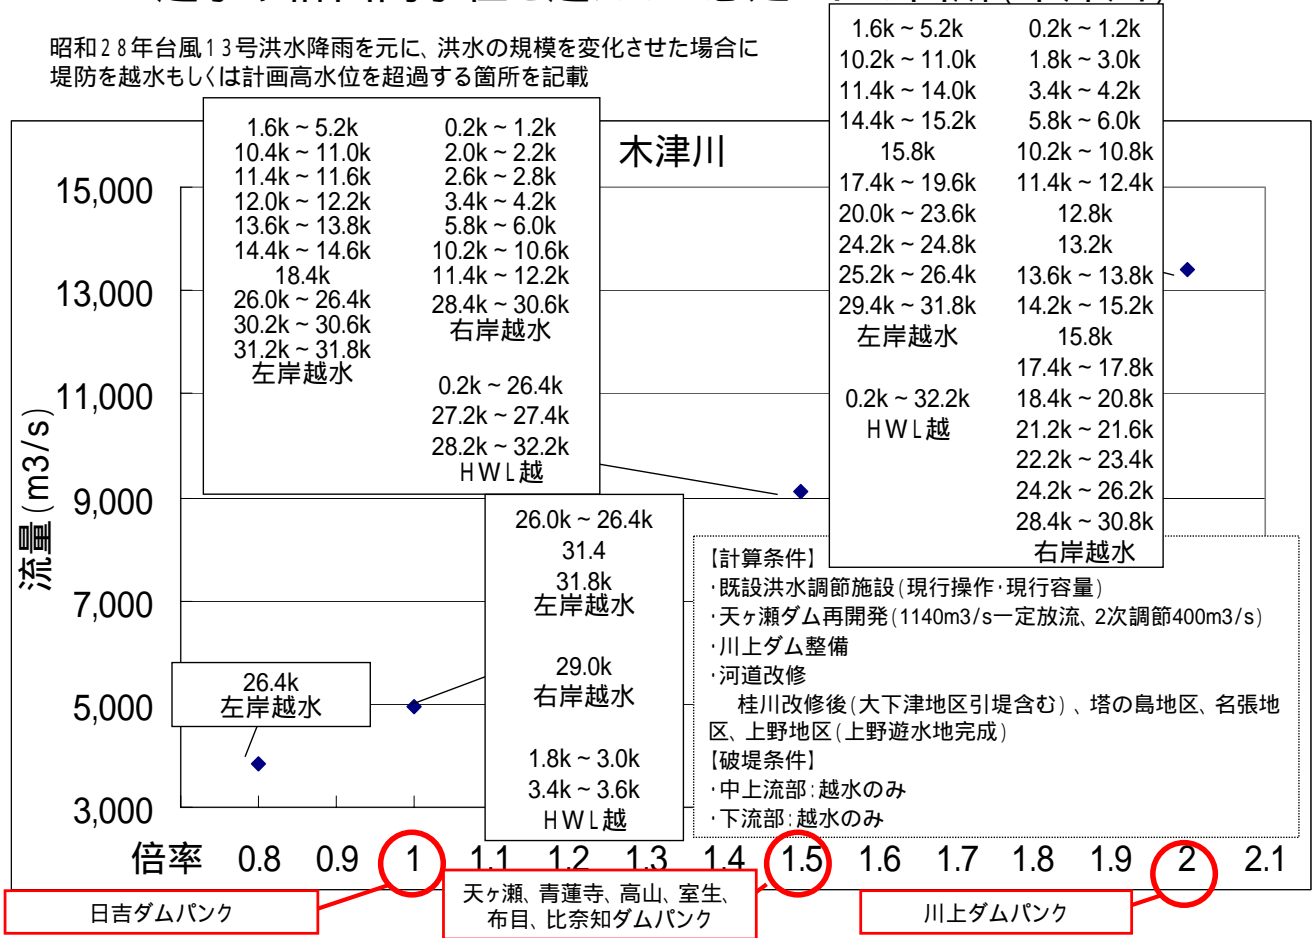 昭和28年台風13号洪水降雨を元に、洪水の規模を変化させた場合に
堤防を越水もしくは計画高水位を超過する箇所を記載
木津川
流量(m3/s)
15,000
13,000
11,000
9,000
7,000
5,000
3,000
1.6k～5.2k
10.4k～11.0k
11.4k～11.6k
12.0k～12.2k
13.6k～13.8k
14.4k～14.6k
18.4k
26.0k～26.4k
30.2k～30.6k
31.2k～31.8k
左岸越水
0.2k～1.2k
2.0k～2.2k
2.6k～2.8k
3.4k～4.2k
5.8k～6.0k
10.2k～10.6k
11.4k～12.2k
28.4k～30.6k
右岸越水
0.2k～26.4k
27.2k～27.4k
28.2k～32.2k
HWL越
1.6k～5.2k
10.2k～11.0k
11.4k～14.0k
14.4k～15.2k
15.8k
17.4k～19.6k
20.0k～23.6k
24.2k～24.8k
25.2k～26.4k
29.4k～31.8k
左岸越水
0.2k～32.2k
HWL越
0.2k～1.2k
1.8k～3.0k
3.4k～4.2k
5.8k～6.0k
10.2k～10.8k
11.4k～12.4k
12.8k
13.2k
13.6k～13.8k
14.2k～15.2k
15.8k
17.4k～17.8k
18.4k～20.8k
21.2k～21.6k
22.2k～23.4k
24.2k～26.2k
28.4k～30.8k
右岸越水
26.4k
左岸越水
26.0k～26.4k
31.4
31.8k
左岸越水
29.0k
右岸越水
1.8k～3.0k
3.4k～3.6k
HWL越
【計算条件】
・既設洪水調節施設(現行操作・現行容量)
・天ヶ瀬ダム再開発(1140m3/s一定放流、2次調節400m3/s)
・川上ダム整備
・河道改修
桂川改修後(大下津地区引堤含む)、塔の島地区、名張地
区、上野地区(上野遊水地完成)
【破堤条件】
・中上流部:越水のみ
・下流部:越水のみ
倍率 0.8 0.9 1 1.1 1.2 1.3 1.4 1.5 1.6 1.7 1.8 1.9 2 2.1
日吉ダムパンク
天ヶ瀬、青蓮寺、高山、室生、
布目、比奈知ダムパンク
川上ダムパンク